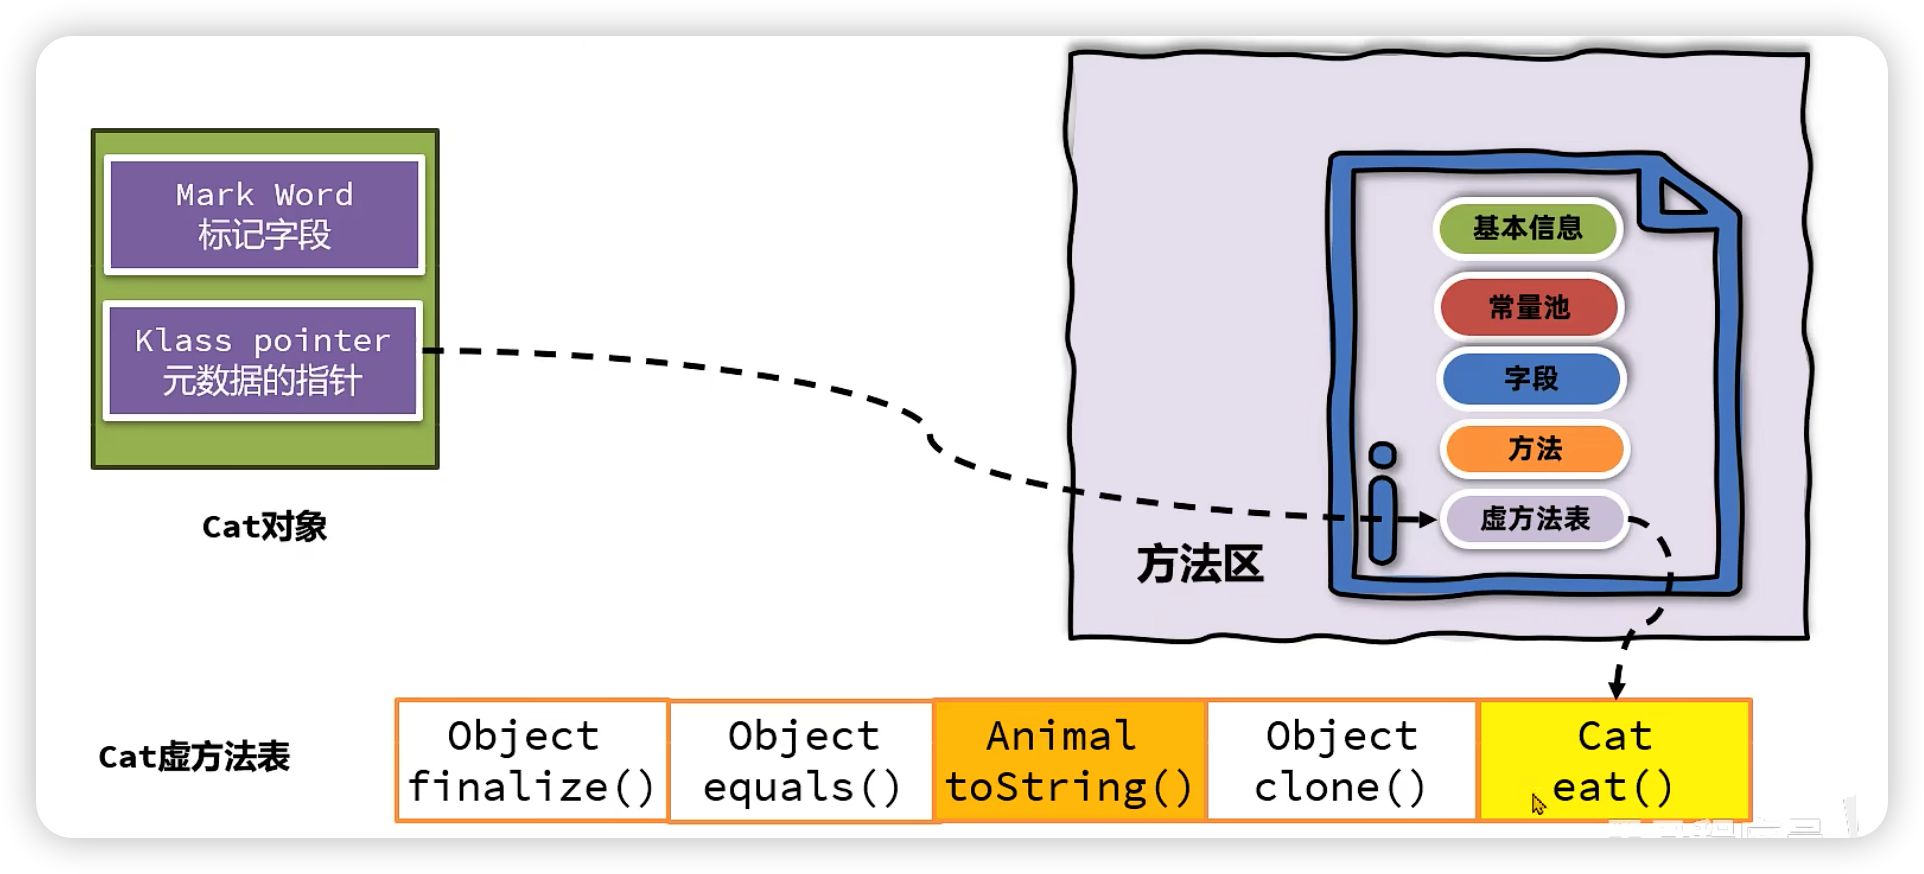 Mark Word
标记字段
Klass pointer
元数据的指针
Cat对象
基本信息
常量池
字段
方法
虚方法表
方法区
Cat虚方法表
Object
finalize()
Object
equals()
Animal
toString()
Object
clone()
Cat
eat()